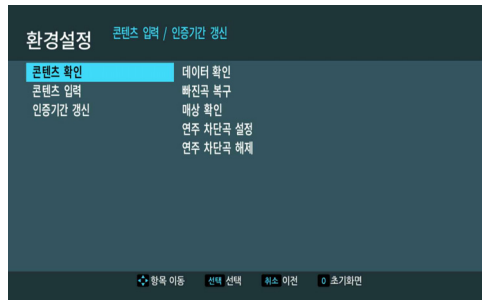 환경설정 콘텐츠 입력 / 인증기간 갱신
콘텐츠 확인 데이터 확인
콘텐츠 입력 빠진곡 복구
인증기간 갱신 매상 확인
연주 차단곡 설정
연주 차단곡 해제
항목 이동 선택 선택 취소 이전 0 초기화면